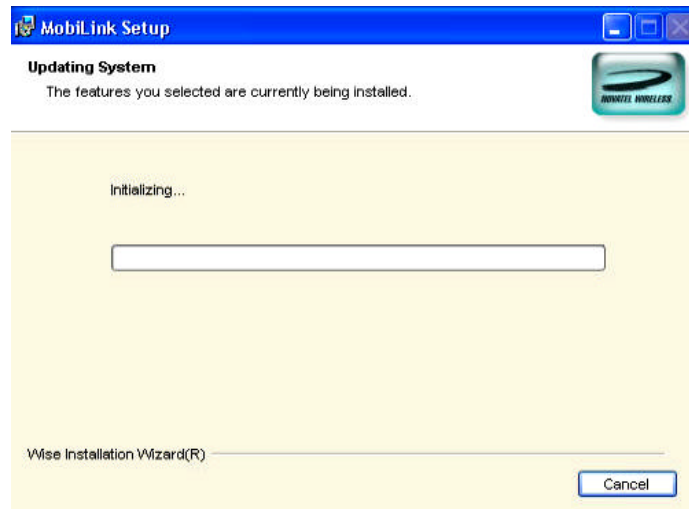 MobiLink Setup
Updating System
The features you selected are currently being installed.
NOVATEL WIRELESS
Initializing...
Wise Installation Wizard(R)
Cancel